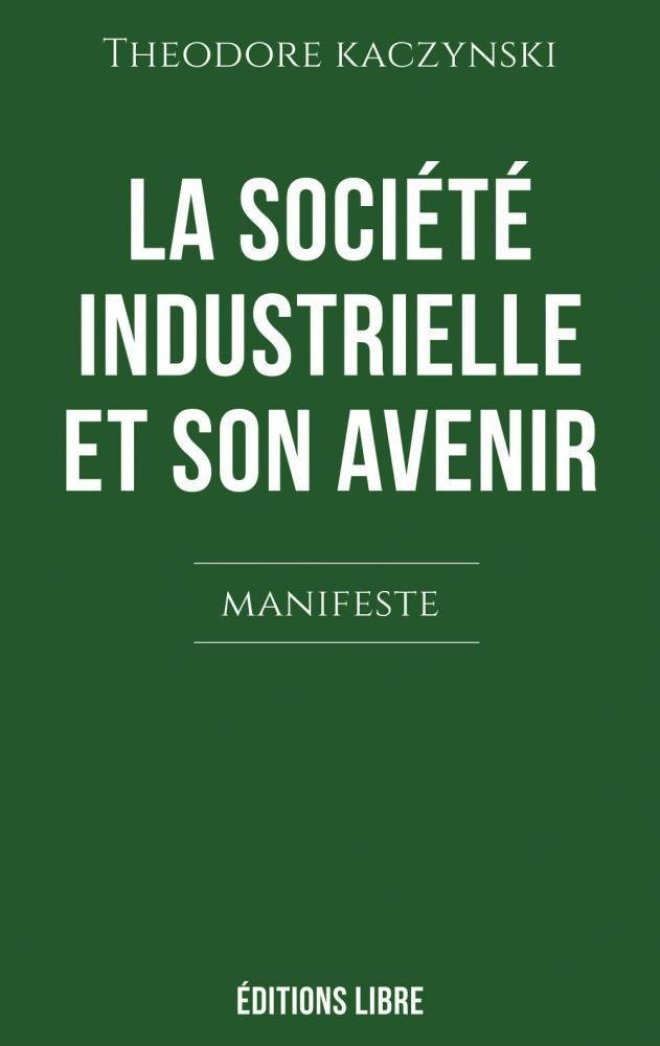 THEODORE KACZYNSKI
LA SOCIÉTÉ
INDUSTRIELLE
ET SON AVENIR
MANIFESTE
ÉDITIONS LIBRE